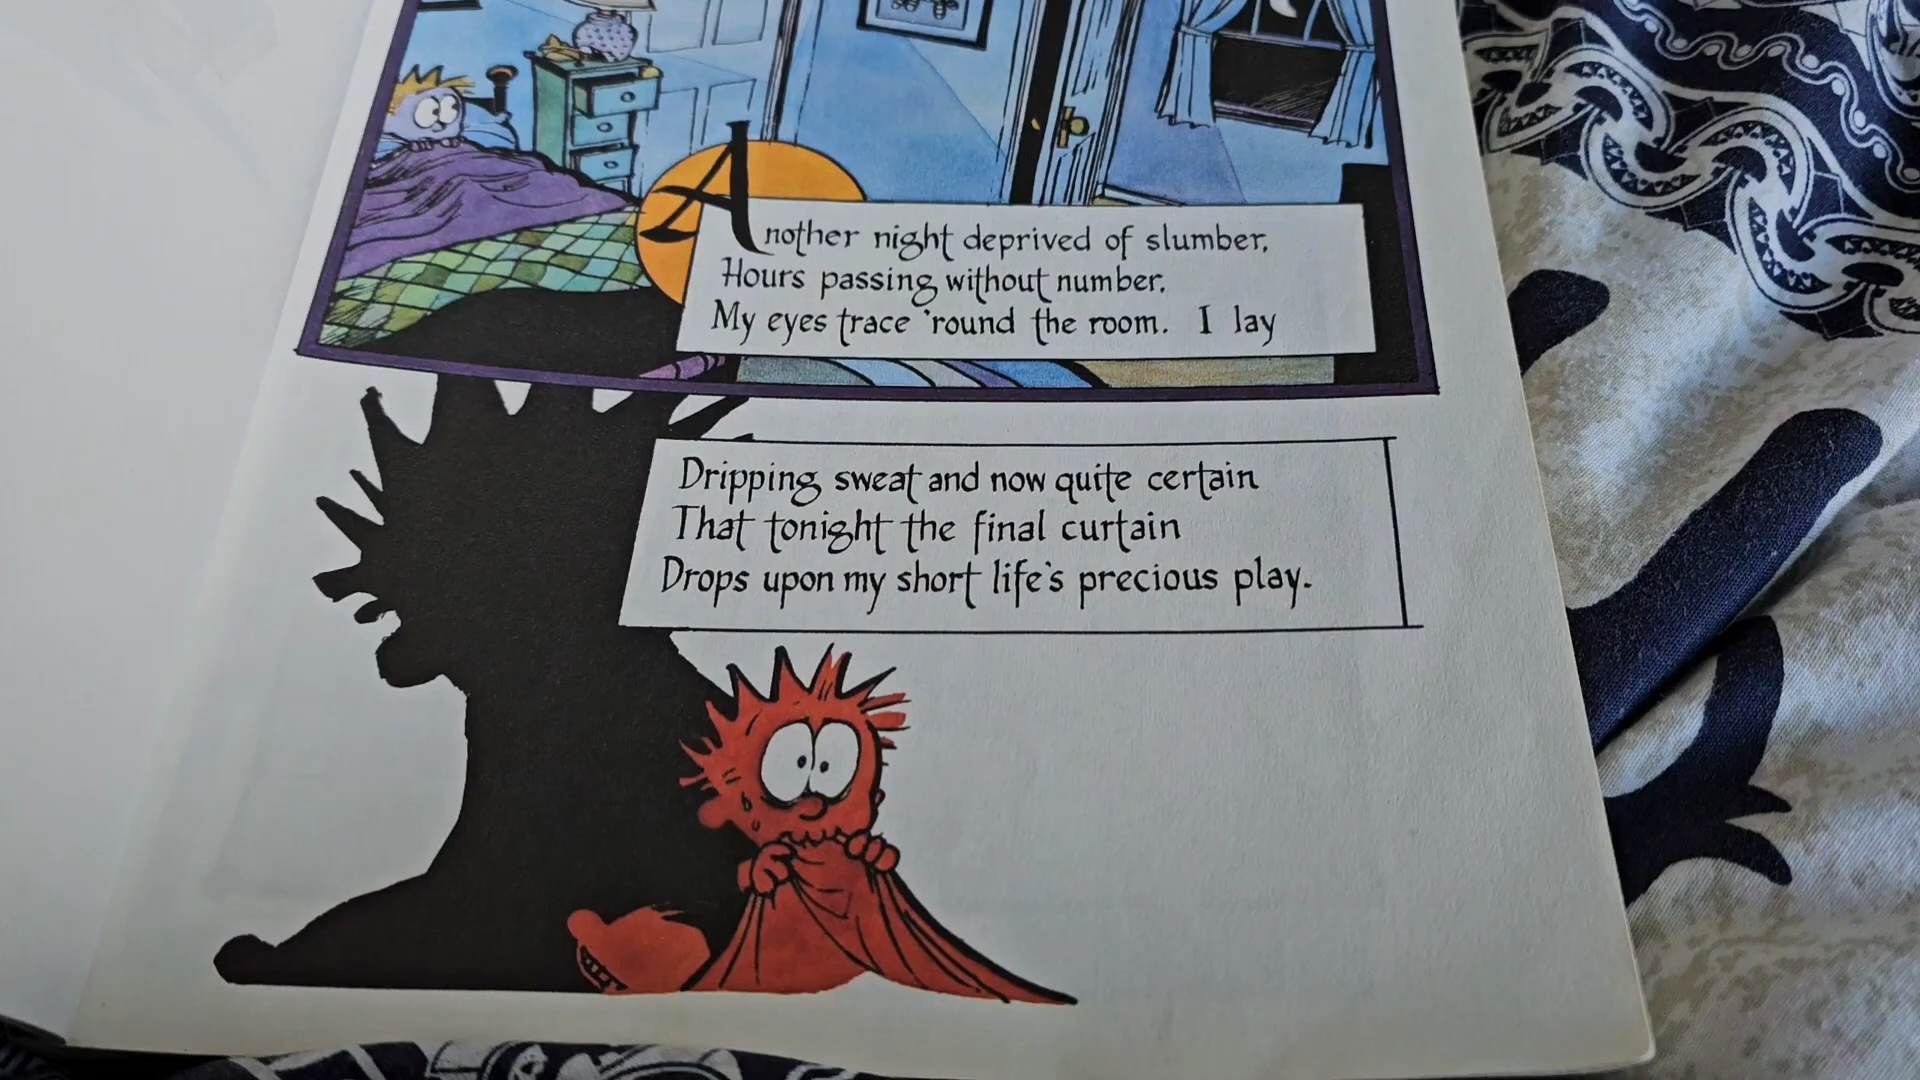 Another night deprived of slumber,
Hours passing without number,
My eyes trace 'round the room. I lay
Dripping sweat and now quite certain
That tonight the final curtain
Drops upon my short life's precious play.